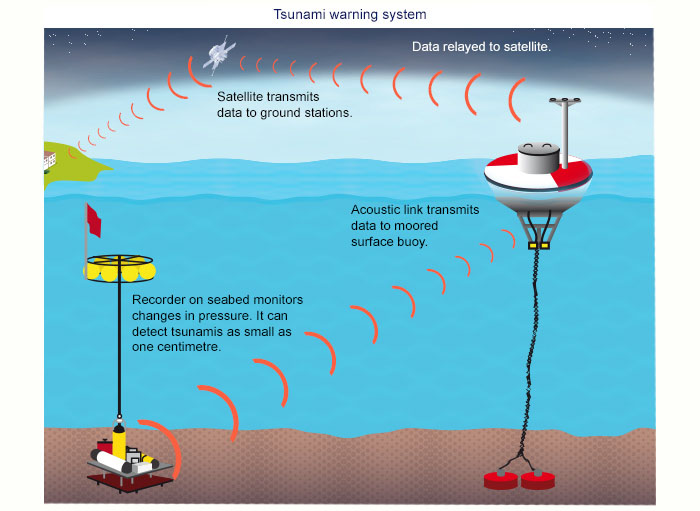 Tsunami warning system
Data relayed to satellite.
Satellite transmits
data to ground stations.
Acoustic link transmits
data to moored
surface buoy.
Recorder on seabed monitors
changes in pressure. It can
detect tsunamis as small as
one centimetre.